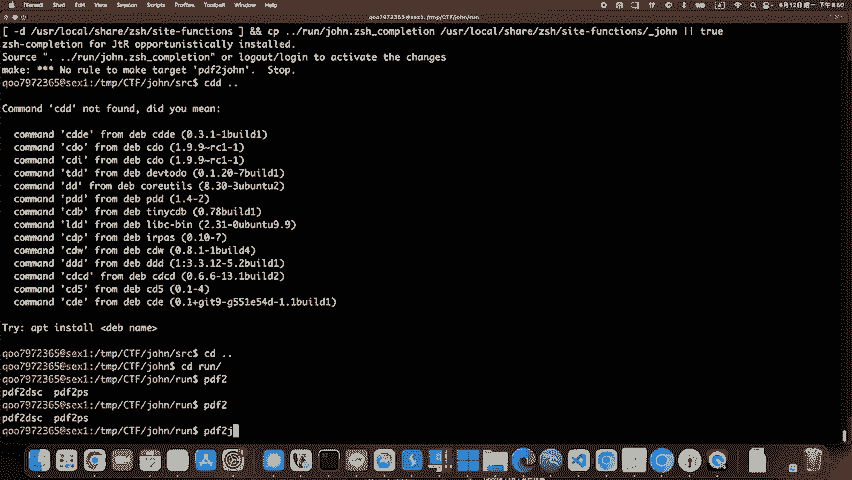 Shell Edit View Session Scripts Profiles Toolbelt Window Help
qoo7972365@sex1: /tmp/CTF/john/run
[ -d /usr/local/share/zsh/site-functions ] && cp ../run/john.zsh_completion /usr/local/share/zsh/site-functions/_john || true
zsh-completion for JtR opportunistically installed.
Source ". ../run/john.zsh_completion" or logout/login to activate the changes
make: *** No rule to make target 'pdf2john'.  Stop.
qoo7972365@sex1:/tmp/CTF/john/src$ cdd ..
Command 'cdd' not found, did you mean:
command 'cdde' from deb cdde (0.3.1-1build1)
command 'cdo' from deb cdo (1.9.9~rc1-1)
command 'cdi' from deb cdo (1.9.9~rc1-1)
command 'tdd' from deb devtodo (0.1.20-7build1)
command 'dd' from deb coreutils (8.30-3ubuntu2)
command 'pdd' from deb pdd (1.4-2)
command 'cdb' from deb tinycdb (0.78build1)
command 'ldd' from deb libc-bin (2.31-0ubuntu9.9)
command 'cdp' from deb irpas (0.10-7)
command 'cdw' from deb cdw (0.8.1-1build4)
command 'ddd' from deb ddd (1:3.3.12-5.2build1)
command 'cdcd' from deb cdcd (0.6.6-13.1build2)
command 'cd5' from deb cd5 (0.1-4)
command 'cde' from deb cde (0.1+git9-g551e54d-1.1build1)
Try: apt install <deb name>
qoo7972365@sex1:/tmp/CTF/john/src$ cd ..
qoo7972365@sex1:/tmp/CTF/john$ cd run/
qoo7972365@sex1:/tmp/CTF/john/run$ pdf2
pdf2dsc  pdf2ps
qoo7972365@sex1:/tmp/CTF/john/run$ pdf2
pdf2dsc  pdf2ps
qoo7972365@sex1:/tmp/CTF/john/run$ pdf2j